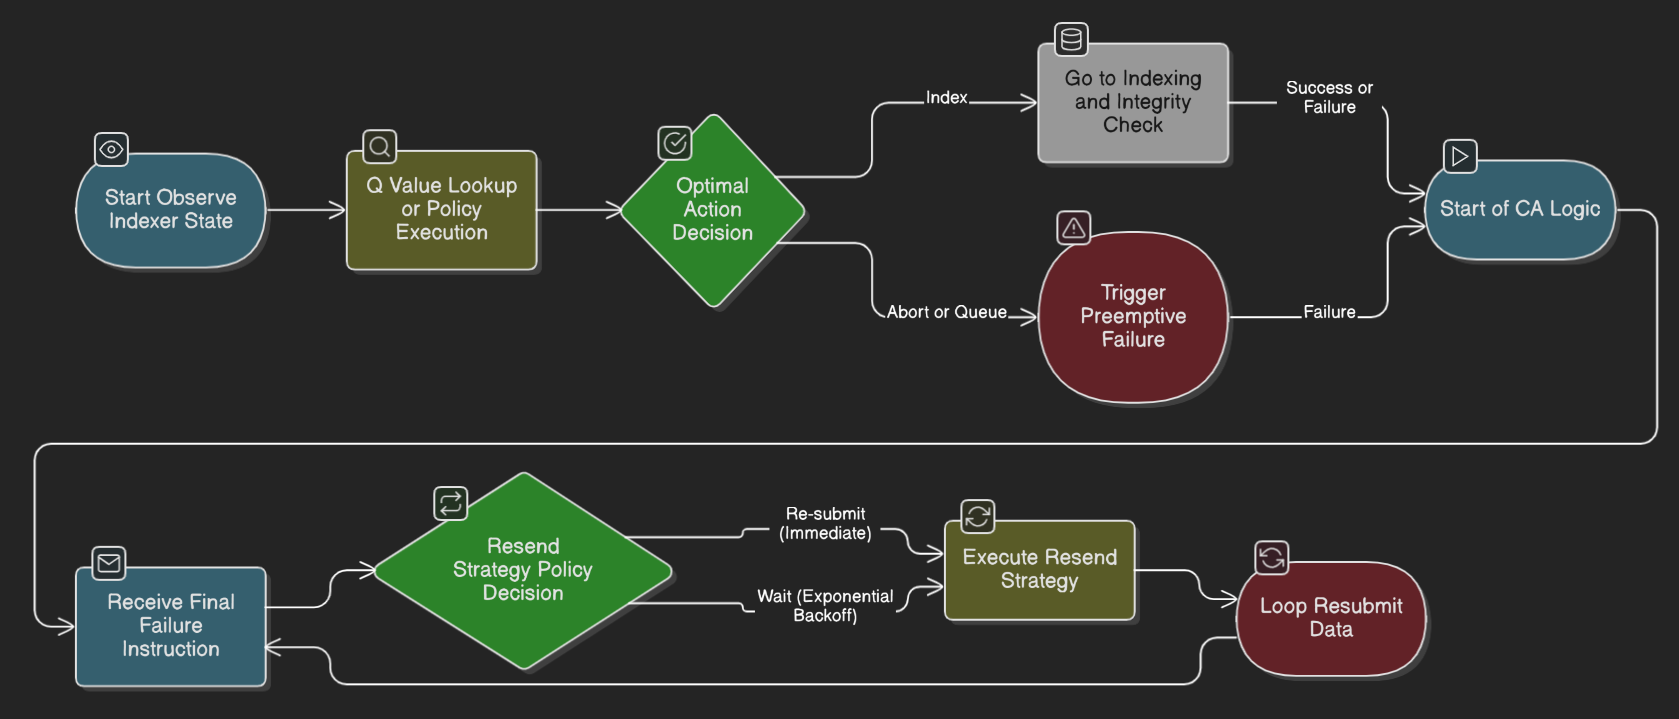 Start Observe
Indexer State
Q Value Lookup
or Policy
Execution
Optimal
Action
Decision
Index
Go to Indexing
and Integrity
Check
Success or
Failure
Abort or Queue
Trigger
Preemptive
Failure
Failure
Start of CA Logic
Receive Final
Failure
Instruction
Resend
Strategy Policy
Decision
Re-submit
(Immediate)
Wait (Exponential
Backoff)
Execute Resend
Strategy
Loop Resubmit
Data